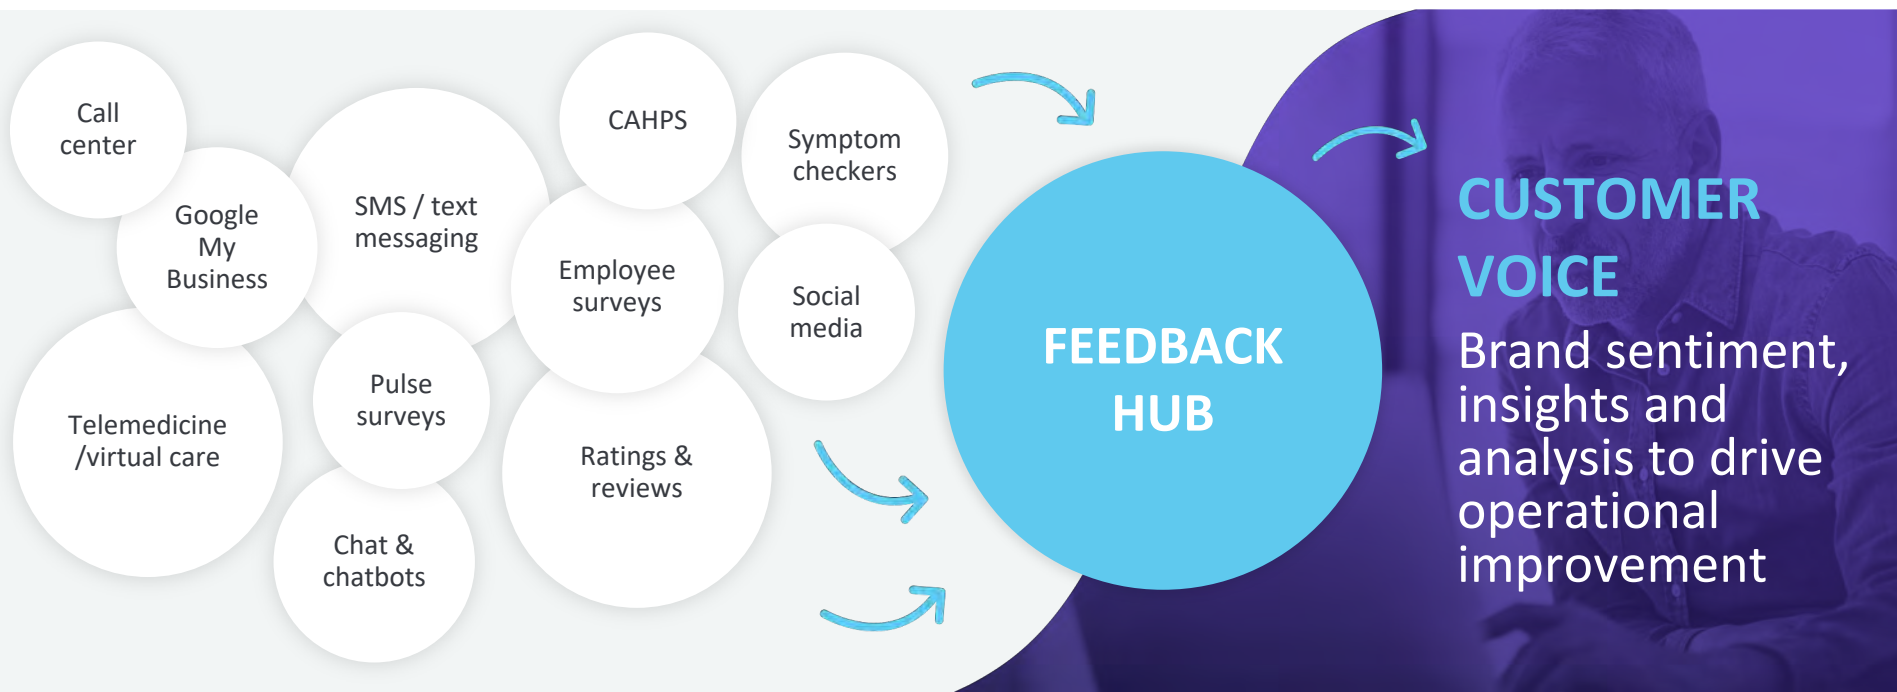 Call
center
Google
My
Business
SMS / text
messaging
CAHPS
Symptom
checkers
Employee
surveys
Social
media
Telemedicine
/virtual care
Pulse
surveys
Ratings &
reviews
Chat &
chatbots
FEEDBACK
HUB
CUSTOMER
VOICE
Brand sentiment,
insights and
analysis to drive
operational
improvement